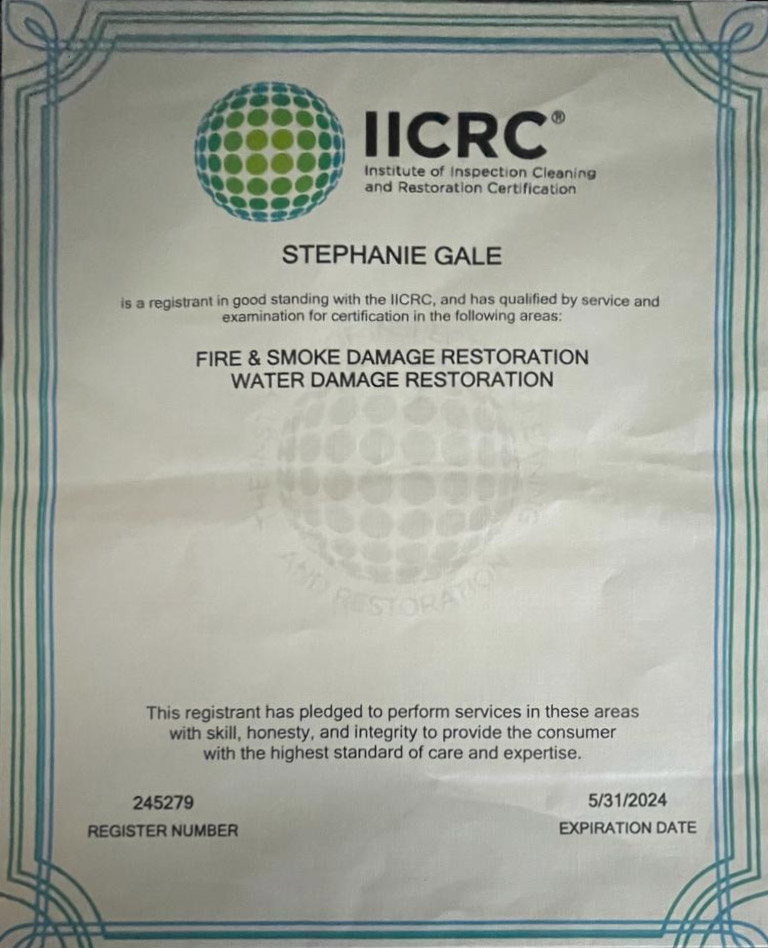 IICRC®
Institute of Inspection Cleaning
and Restoration Certification
STEPHANIE GALE
is a registrant in good standing with the IICRC, and has qualified by service and
examination for certification in the following areas:
FIRE & SMOKE DAMAGE RESTORATION
WATER DAMAGE RESTORATION
AND RESTORATION
This registrant has pledged to perform services in these areas
with skill, honesty, and integrity to provide the consumer
with the highest standard of care and expertise.
245279
REGISTER NUMBER
5/31/2024
EXPIRATION DATE